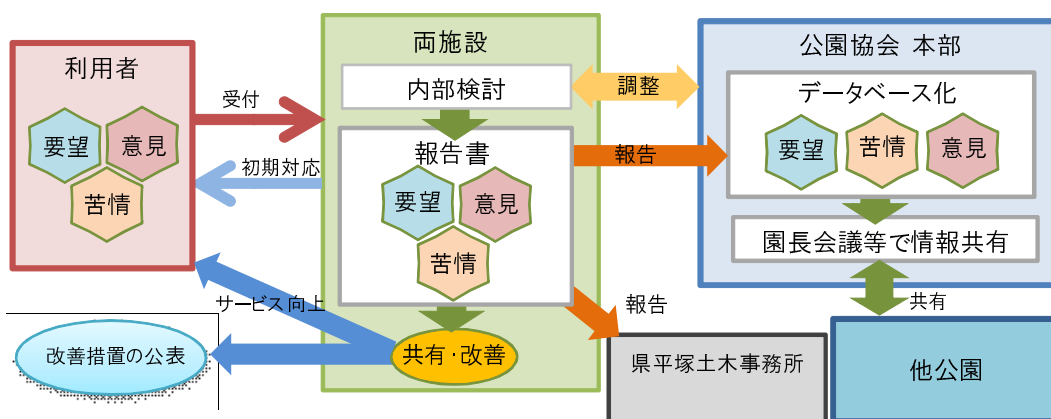 利用者
要望
意見
苦情
受付
初期対応
両施設
内部検討
報告書
要望
意見
苦情
共有・改善
サービス向上
改善措置の公表
調整
報告
報告
県平塚土木事務所
公園協会 本部
データベース化
要望
苦情
意見
園長会議等で情報共有
共有
他公園